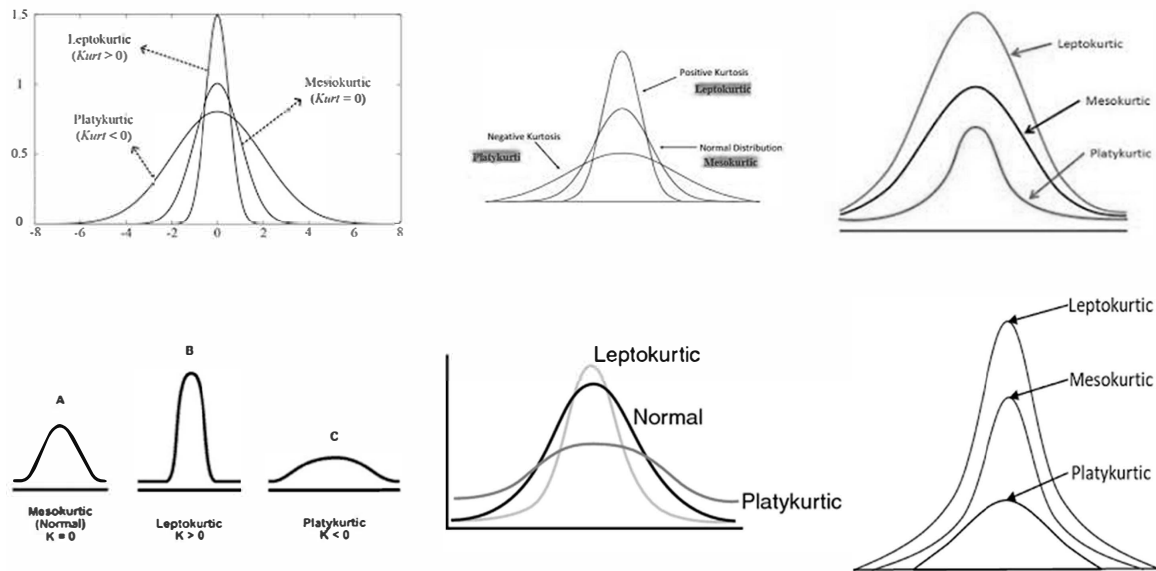 1.5
1
0.5
0
-8
-6
-4
-2
0
2
4
6
8
Leptokurtic
(Kurt > 0)
Mesiokurtic
(Kurt = 0)
Platykurtic
(Kurt < 0)
Positive Kurtosis
Leptokurtic
Negative Kurtosis
Platykurti
Normal Distribution
Mesokurtic
Leptokurtic
Mesokurtic
Platykurtic
A
Mesokurtic
(Normal)
K = 0
B
Leptokurtic
K > 0
C
Platykurtic
K < 0
Leptokurtic
Normal
Platykurtic
Leptokurtic
Mesokurtic
Platykurtic